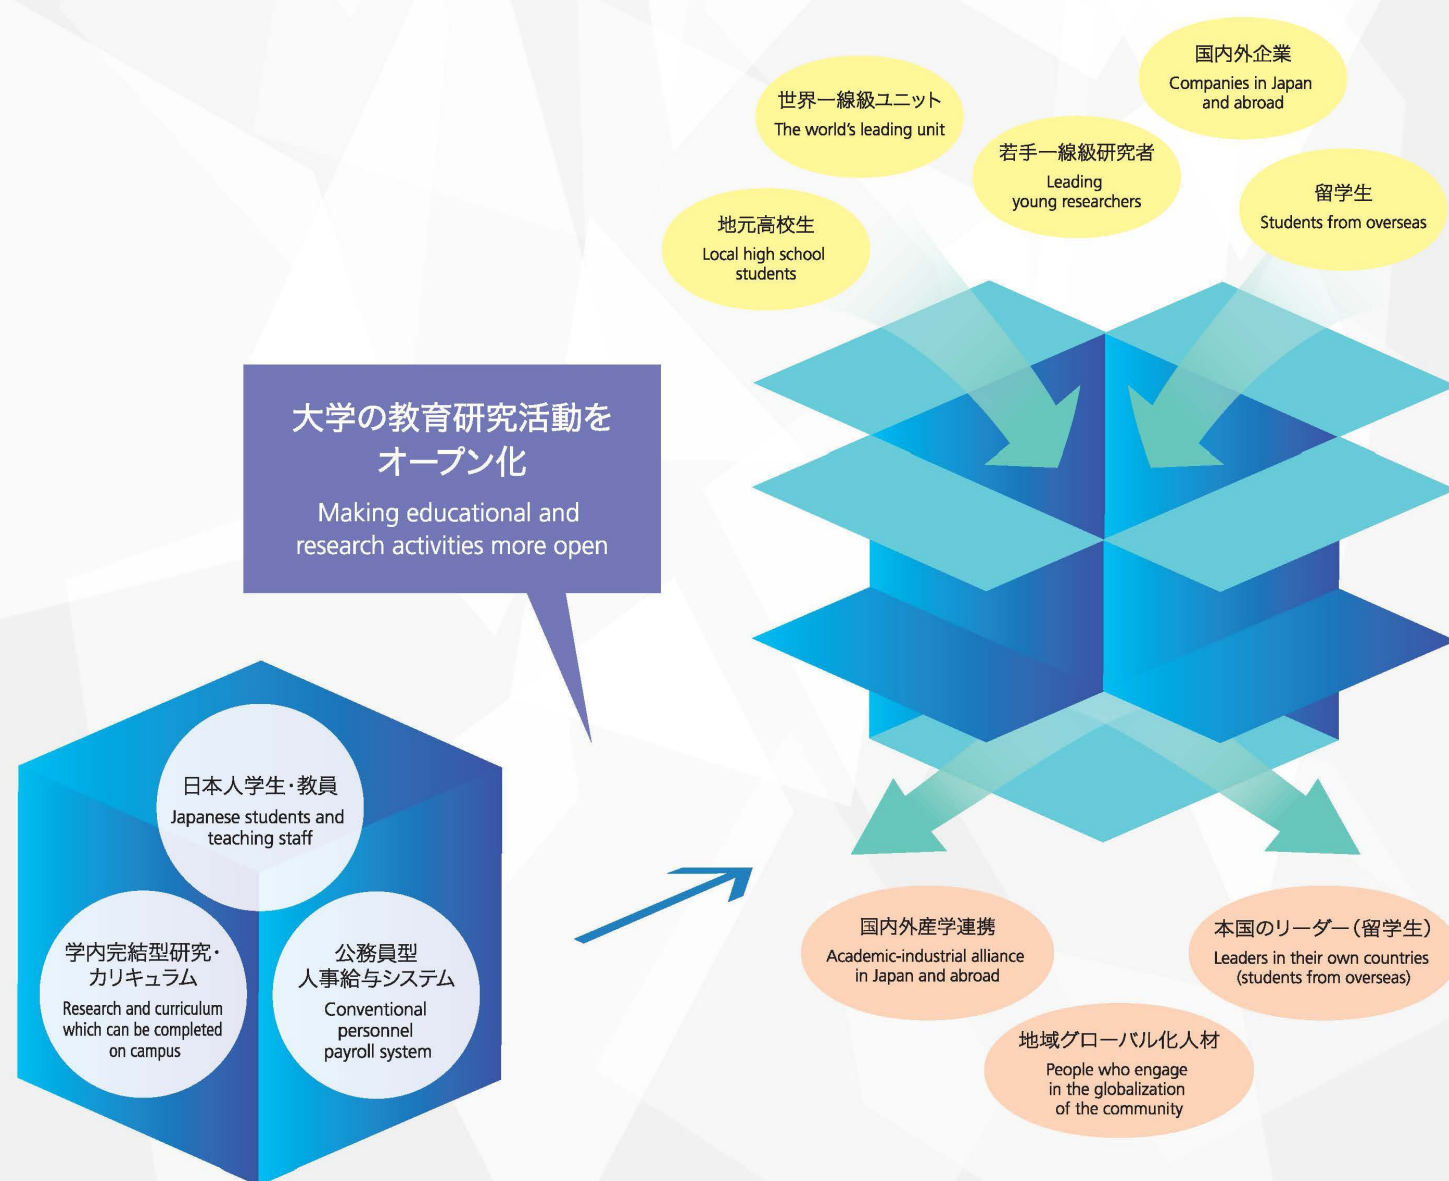 国内外企業
Companies in Japan
and abroad
世界一線級ユニット
The world's leading unit
若手一線級研究者
Leading
young researchers
留学生
Students from overseas
地元高校生
Local high school
students
大学の教育研究活動を
オープン化
Making educational and
research activities more open
日本人学生・教員
Japanese students and
teaching staff
学内完結型研究・
カリキュラム
Research and curriculum
which can be completed
on campus
公務員型
人事給与システム
Conventional
personnel
payroll system
国内外産学連携
Academic-industrial alliance
in Japan and abroad
本国のリーダー（留学生）
Leaders in their own countries
(students from overseas)
地域グローバル化人材
People who engage
in the globalization
of the community